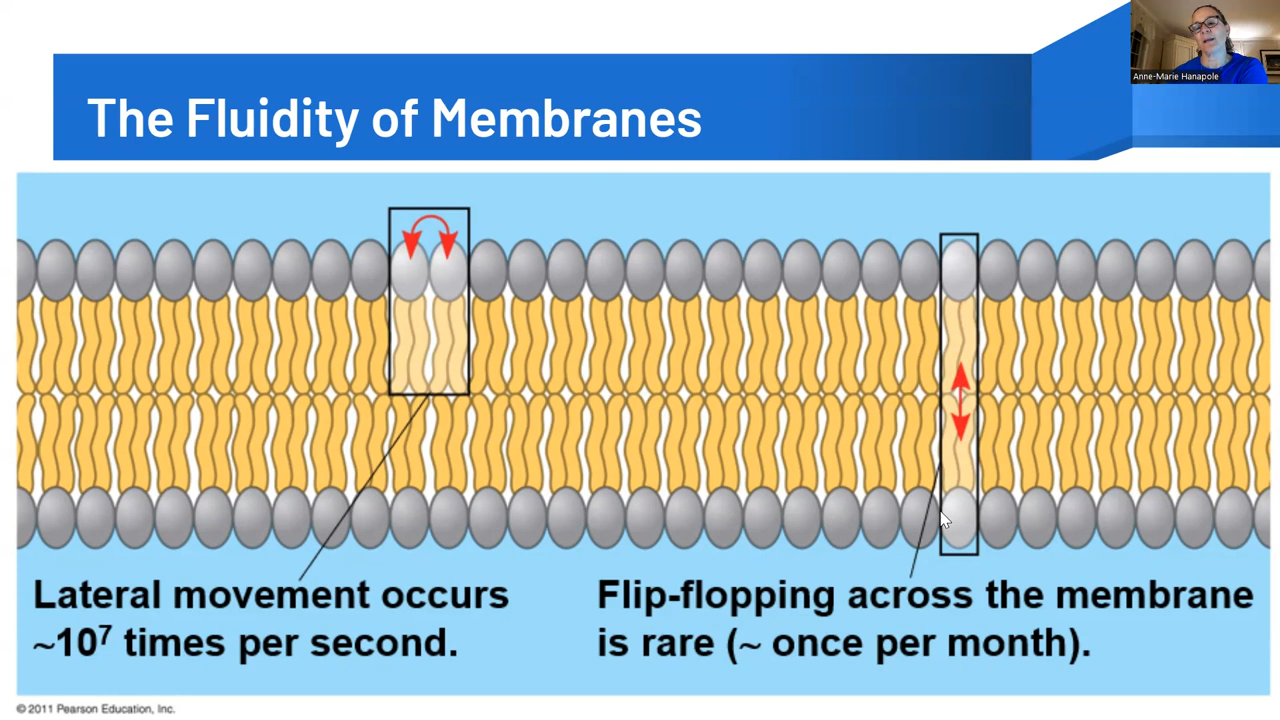 Anne-Marie Hanapole
The Fluidity of Membranes
Lateral movement occurs
~10⁷ times per second.
Flip-flopping across the membrane
is rare (~ once per month).
© 2011 Pearson Education, Inc.